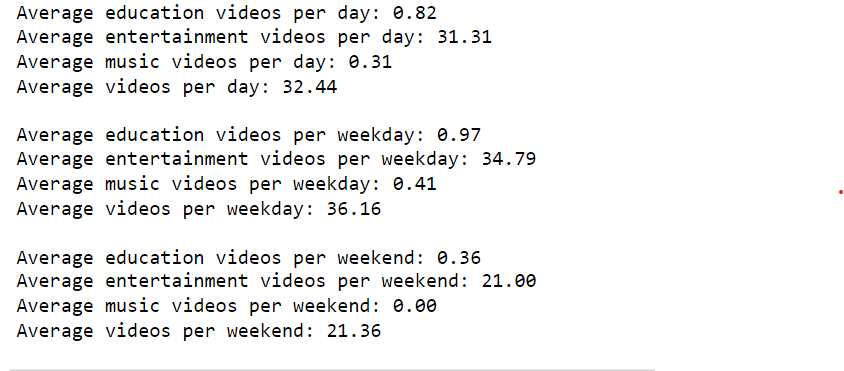 Average education videos per day: 0.82
Average entertainment videos per day: 31.31
Average music videos per day: 0.31
Average videos per day: 32.44
Average education videos per weekday: 0.97
Average entertainment videos per weekday: 34.79
Average music videos per weekday: 0.41
Average videos per weekday: 36.16
Average education videos per weekend: 0.36
Average entertainment videos per weekend: 21.00
Average music videos per weekend: 0.00
Average videos per weekend: 21.36